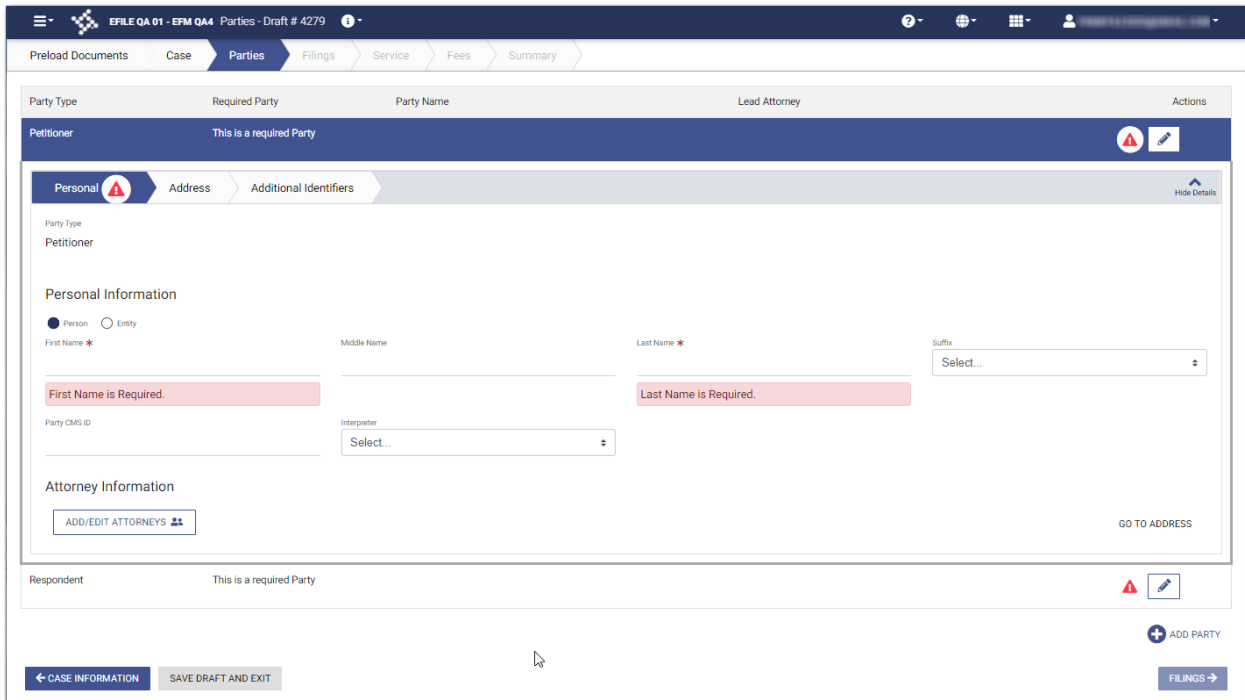 EFILE QA 01 - EFM QA4 Parties - Draft # 4279
Preload Documents Case Parties Filings Service Fees Summary
Party Type Required Party Party Name Lead Attorney Actions
Petitioner This is a required Party
Personal Address Additional Identifiers Hide Details
Party Type
Petitioner
Personal Information
Person Entity
First Name * Middle Name Last Name * Suffix
Select...
First Name is Required. Last Name is Required.
Party CMS ID Interpreter
Select...
Attorney Information
ADD/EDIT ATTORNEYS GO TO ADDRESS
Respondent This is a required Party
ADD PARTY
CASE INFORMATION SAVE DRAFT AND EXIT FILINGS